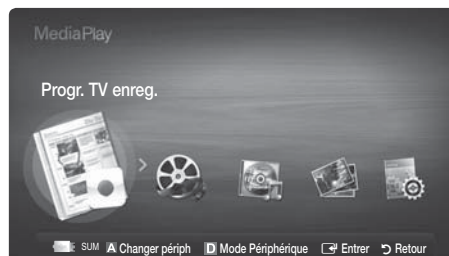 MediaPlay
Progr. TV enreg.
SUM A Changer périph D Mode Périphérique Entrer Retour